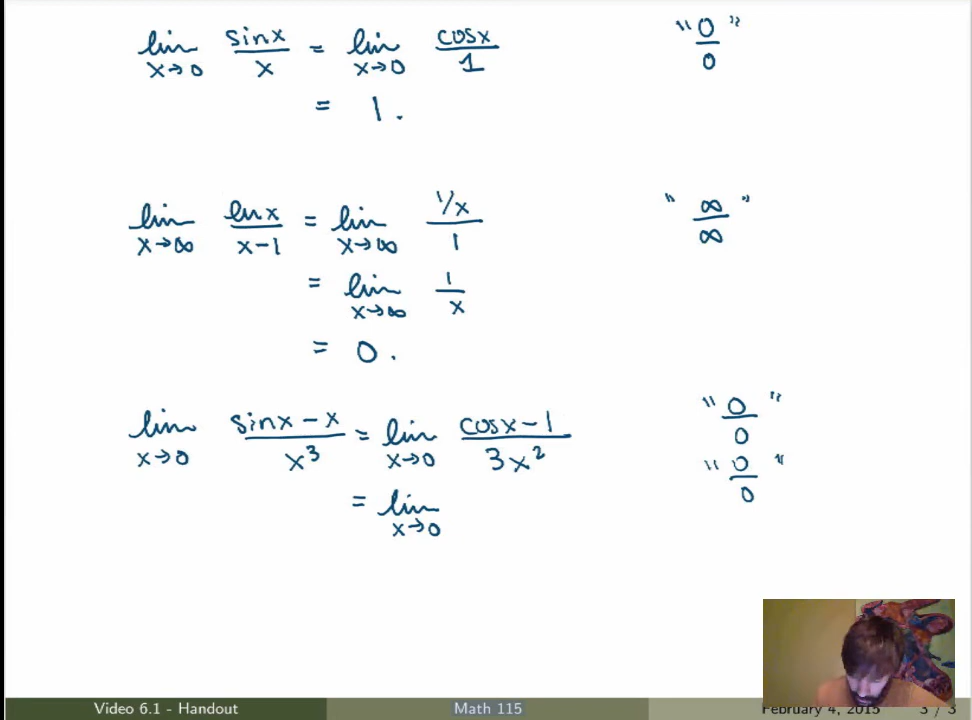 lim x→0 sinx/x = lim x→0 cosx/1 "0/0"
= 1.
lim x→∞ lnx/x-1 = lim x→∞ 1/x/1 "∞/∞"
= lim x→∞ 1/x
= 0.
lim x→0 sinx-x/x³ = lim x→0 cosx-1/3x² "0/0"
"0/0"
= lim x→0
Video 6.1 - Handout Math 115 February 4, 2015 3 / 3